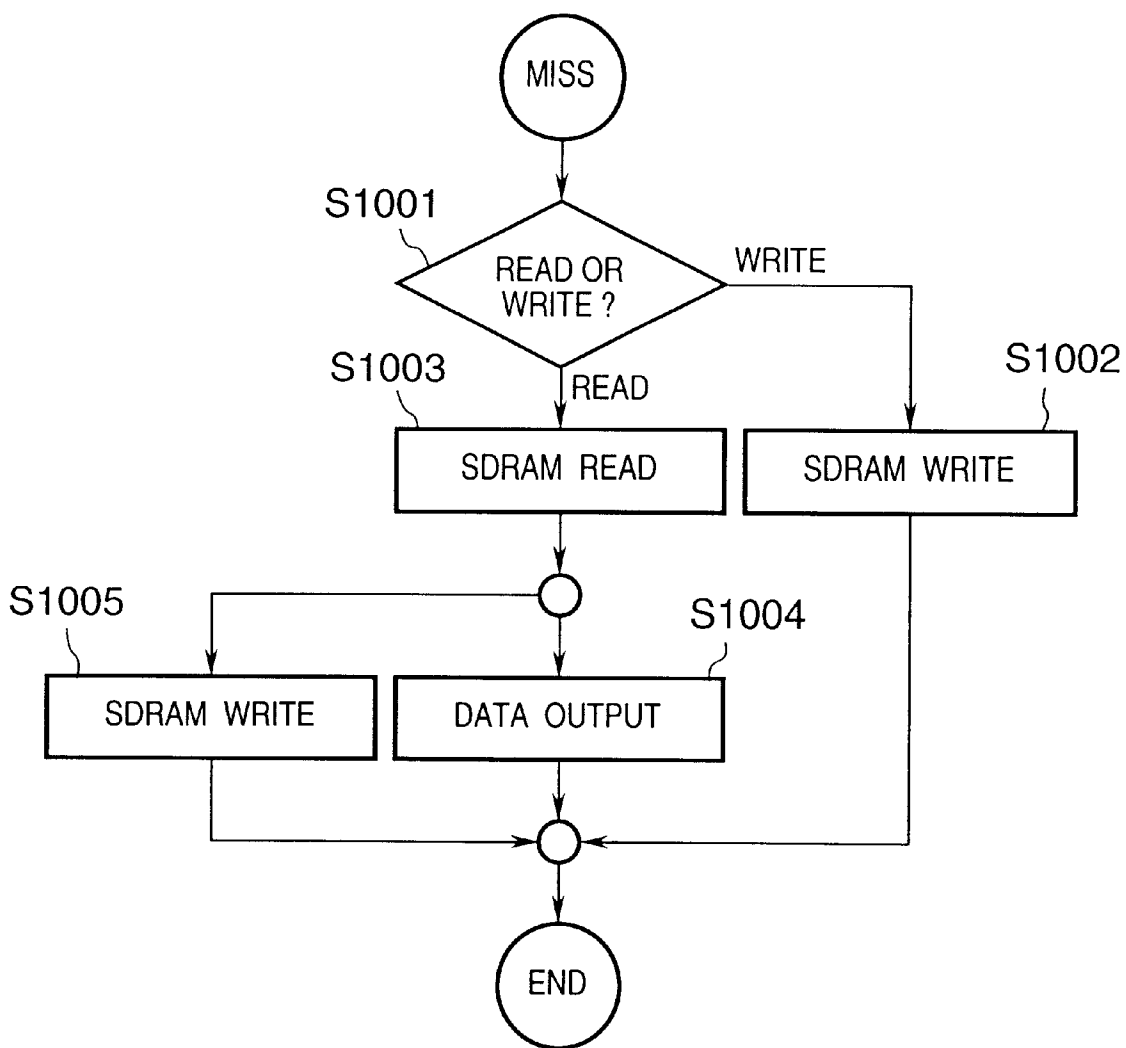 MISS
S1001
READ OR
WRITE ?
WRITE
S1003
READ
S1002
SDRAM READ
SDRAM WRITE
S1005
S1004
SDRAM WRITE
DATA OUTPUT
END